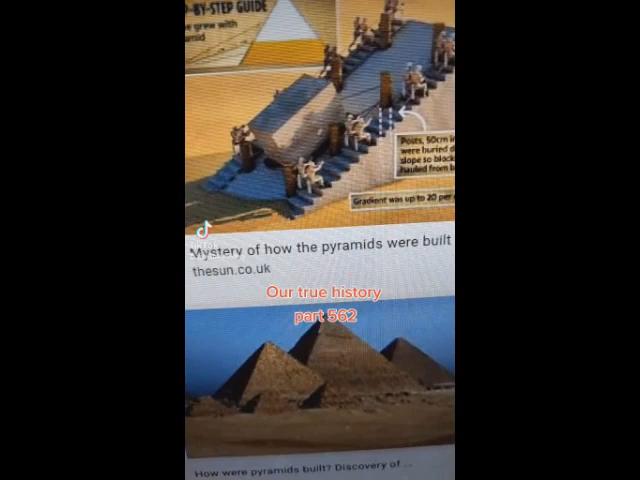 -BY-STEP GUIDE
grew with
Posts, 50cm
were buried
slope so block
hauled from
Gradient was up to 20 per
Mystery of how the pyramids were built
thesun.co.uk
Our true history
part 562
How were pyramids built? Discovery of ...